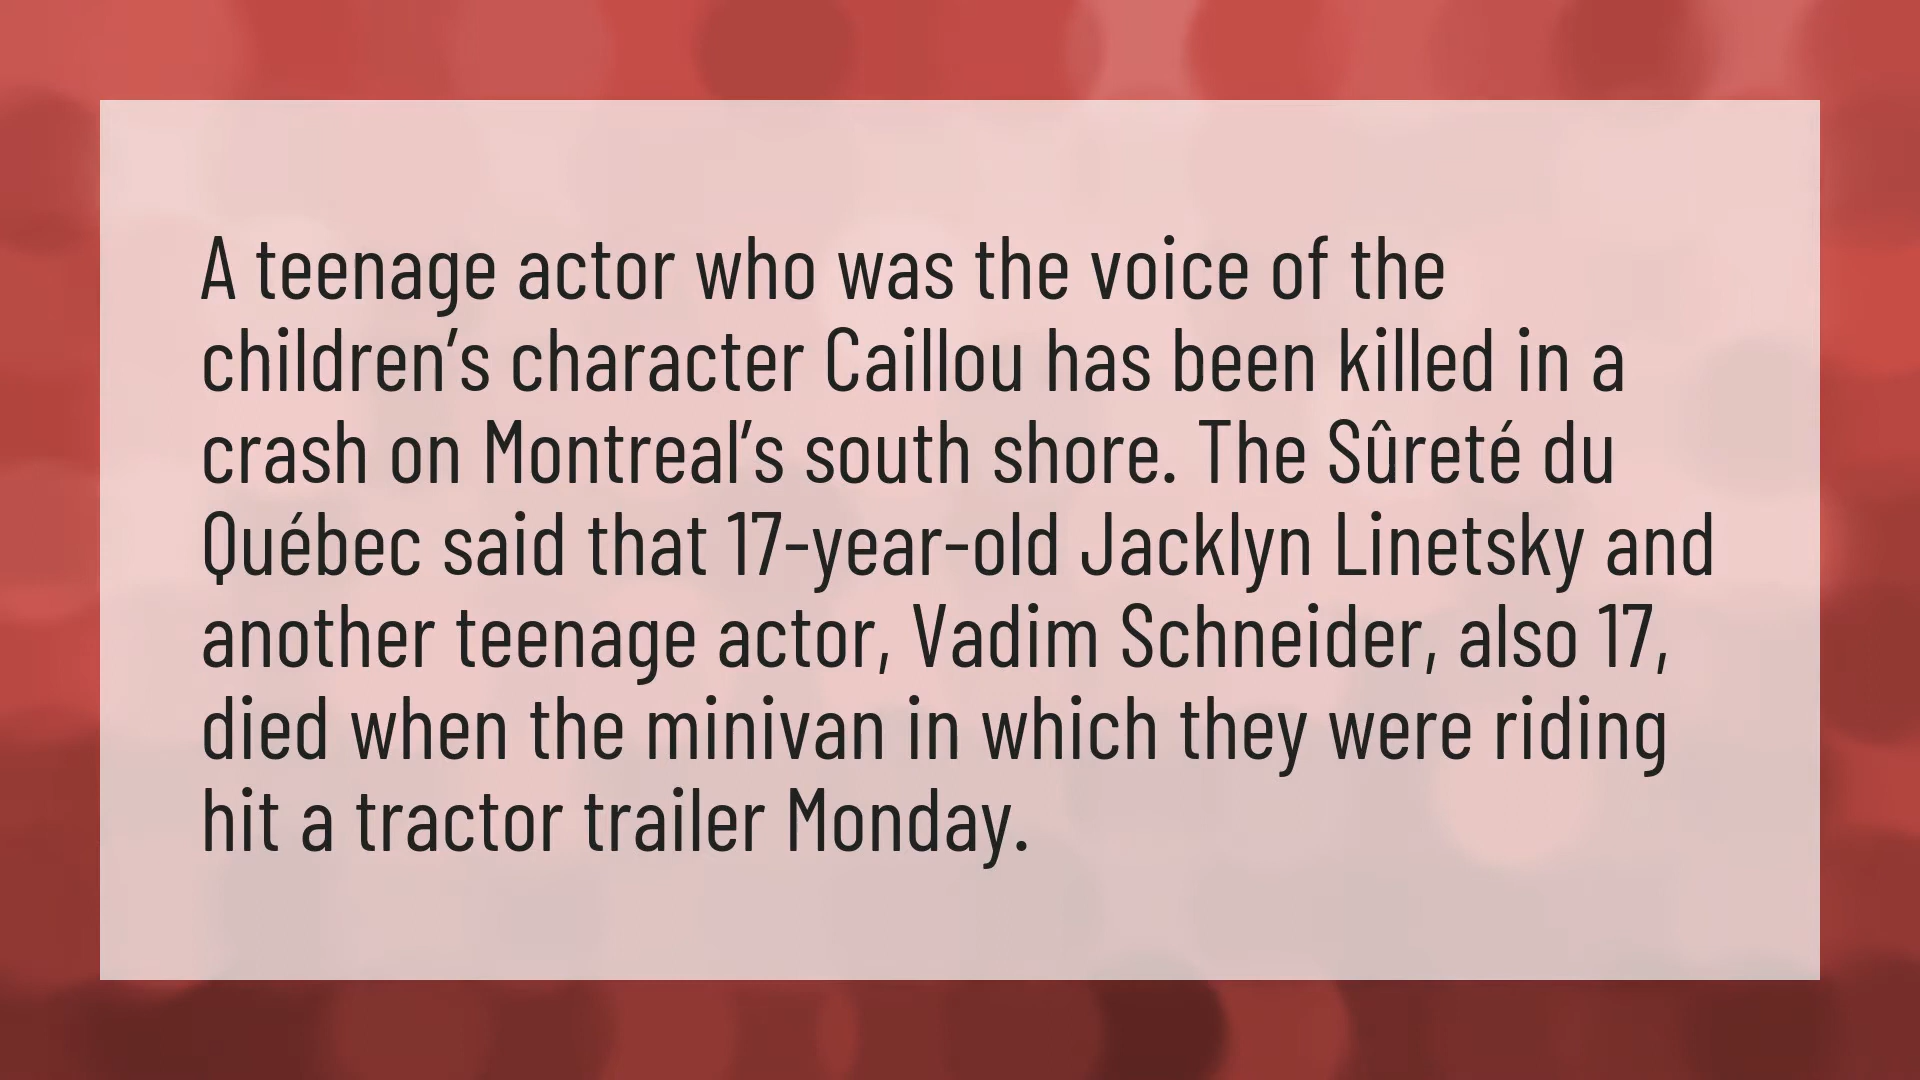 A teenage actor who was the voice of the
children’s character Caillou has been killed in a
crash on Montreal’s south shore. The Sûreté du
Québec said that 17-year-old Jacklyn Linetsky and
another teenage actor, Vadim Schneider, also 17,
died when the minivan in which they were riding
hit a tractor trailer Monday.